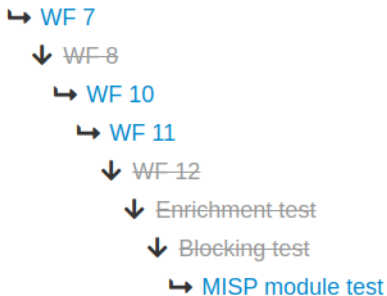 WF 7
WF 8
WF 10
WF 11
WF 12
Enrichment test
Blocking test
MISP module test